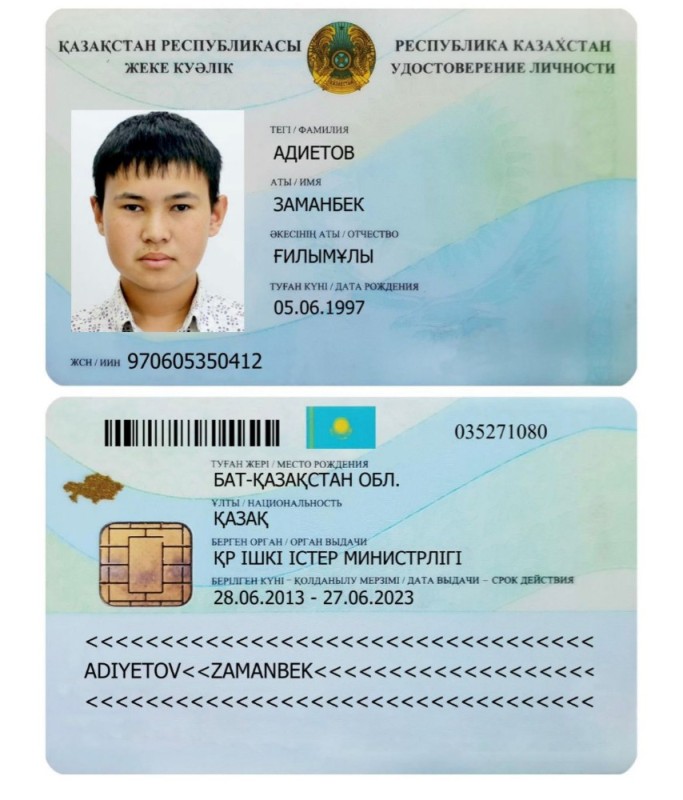 ҚАЗАҚСТАН РЕСПУБЛИКАСЫ
ЖЕКЕ КУӘЛІК
РЕСПУБЛИКА КАЗАХСТАН
УДОСТОВЕРЕНИЕ ЛИЧНОСТИ
ТЕГІ / ФАМИЛИЯ
АДИЕТОВ
АТЫ / ИМЯ
ЗАМАНБЕК
ӘКЕСІНІҢ АТЫ / ОТЧЕСТВО
ҒИЛЫМҰЛЫ
ТУҒАН КҮНІ / ДАТА РОЖДЕНИЯ
05.06.1997
ЖСН / ИИН 970605350412
035271080
ТУҒАН ЖЕРІ / МЕСТО РОЖДЕНИЯ
БАТ-ҚАЗАҚСТАН ОБЛ.
ҰЛТЫ / НАЦИОНАЛЬНОСТЬ
ҚАЗАҚ
БЕРГЕН ОРГАН / ОРГАН ВЫДАЧИ
ҚР ІШКІ ІСТЕР МИНИСТРЛІГІ
БЕРІЛГЕН КҮНІ - ҚОЛДАНЫЛУ МЕРЗІМІ / ДАТА ВЫДАЧИ – СРОК ДЕЙСТВИЯ
28.06.2013 - 27.06.2023
<<<<<<<<<<<<<<<<<<<<<<<<<<<<<<<<<<
ADIYETOV<<ZAMANBEK<<<<<<<<<<<<<<<<<<<
<<<<<<<<<<<<<<<<<<<<<<<<<<<<<<<<<<